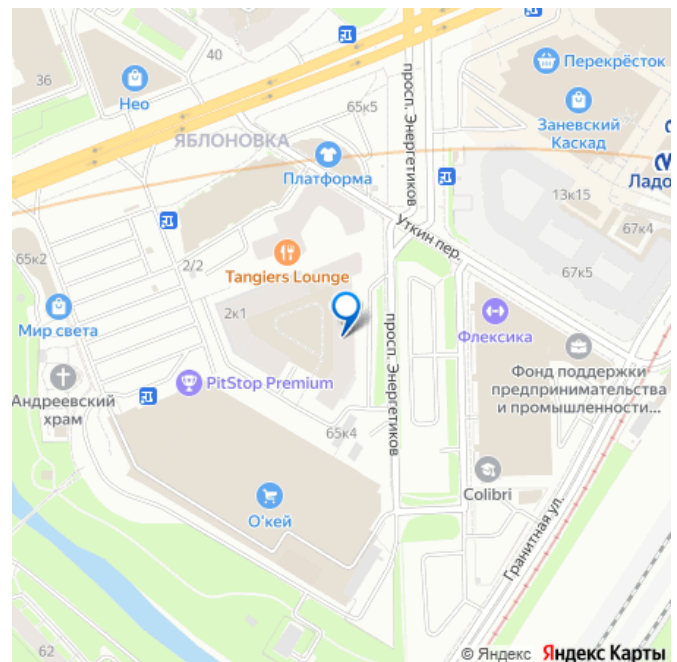 36
40
Нео
65к5
просп. Энергетиков
Перекрёсток
Заневский
Каскад
ЯБЛОНОВКА
Платформа
Ладо
13к15
67к4
Уткин пер.
65к2
2/2
Tangiers Lounge
67к5
2к1
Мир света
просп. Энергетиков
Флексика
Андреевский
храм
PitStop Premium
Фонд поддержки
предпринимательства
и промышленности...
65к4
Colibri
О'кей
Гранитная ул.
62
© Яндекс Яндекс Карты